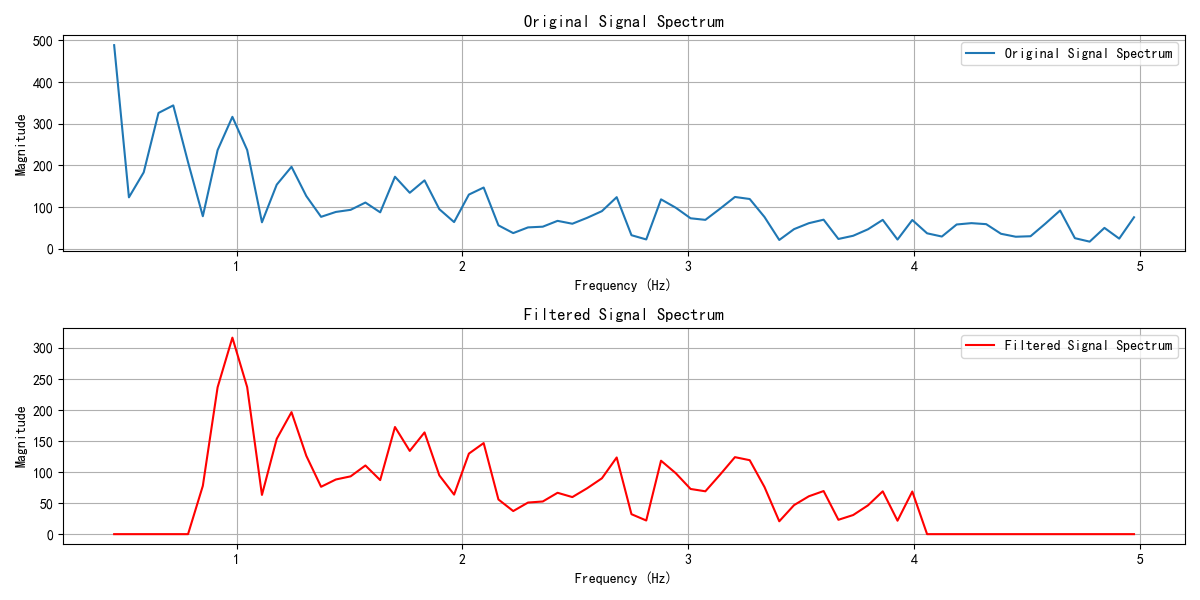 Original Signal Spectrum
500
400
300
200
100
0
Magnitude
Original Signal Spectrum
1 2 3 4 5
Frequency (Hz)
Filtered Signal Spectrum
300
250
200
150
100
50
0
Magnitude
Filtered Signal Spectrum
1 2 3 4 5
Frequency (Hz)